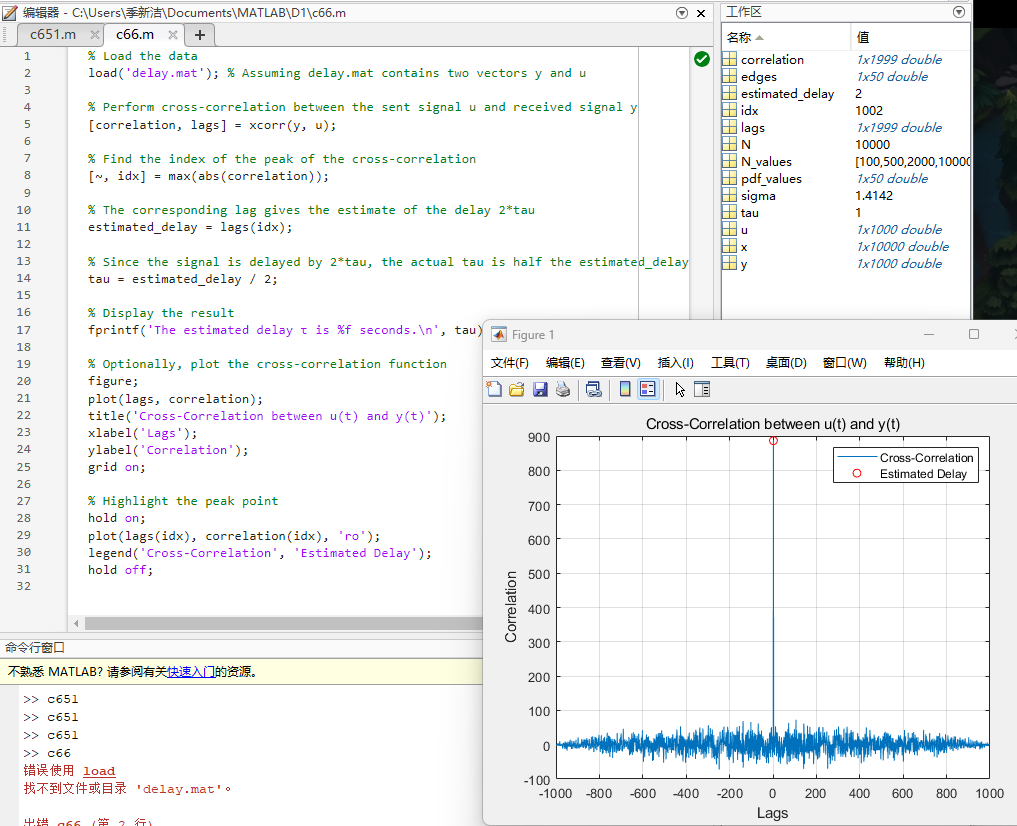 编辑器 - C:\Users\季新洁\Documents\MATLAB\D1\c66.m
c651.m
c66.m
1 % Load the data
2 load('delay.mat'); % Assuming delay.mat contains two vectors y and u
3
4 % Perform cross-correlation between the sent signal u and received signal y
5 [correlation, lags] = xcorr(y, u);
6
7 % Find the index of the peak of the cross-correlation
8 [~, idx] = max(abs(correlation));
9
10 % The corresponding lag gives the estimate of the delay 2*tau
11 estimated_delay = lags(idx);
12
13 % Since the signal is delayed by 2*tau, the actual tau is half the estimated_delay
14 tau = estimated_delay / 2;
15
16 % Display the result
17 fprintf('The estimated delay τ is %f seconds.\n', tau)
18
19 % Optionally, plot the cross-correlation function
20 figure;
21 plot(lags, correlation);
22 title('Cross-Correlation between u(t) and y(t)');
23 xlabel('Lags');
24 ylabel('Correlation');
25 grid on;
26
27 % Highlight the peak point
28 hold on;
29 plot(lags(idx), correlation(idx), 'ro');
30 legend('Cross-Correlation', 'Estimated Delay');
31 hold off;
32
命令行窗口
不熟悉 MATLAB? 请参阅有关快速入门的资源。
>> c651
>> c651
>> c651
>> c66
错误使用 load
找不到文件或目录 'delay.mat'。
出错 c66 (第 2 行)
工作区
名称 值
correlation 1x1999 double
edges 1x50 double
estimated_delay 2
idx 1002
lags 1x1999 double
N 10000
N_values [100,500,2000,10000
pdf_values 1x50 double
sigma 1.4142
tau 1
u 1x1000 double
x 1x10000 double
y 1x1000 double
Figure 1
文件(F) 编辑(E) 查看(V) 插入(I) 工具(T) 桌面(D) 窗口(W) 帮助(H)
Cross-Correlation between u(t) and y(t)
Cross-Correlation
Estimated Delay
900
800
700
600
500
400
300
200
100
0
-100
Correlation
-1000 -800 -600 -400 -200 0 200 400 600 800 1000
Lags